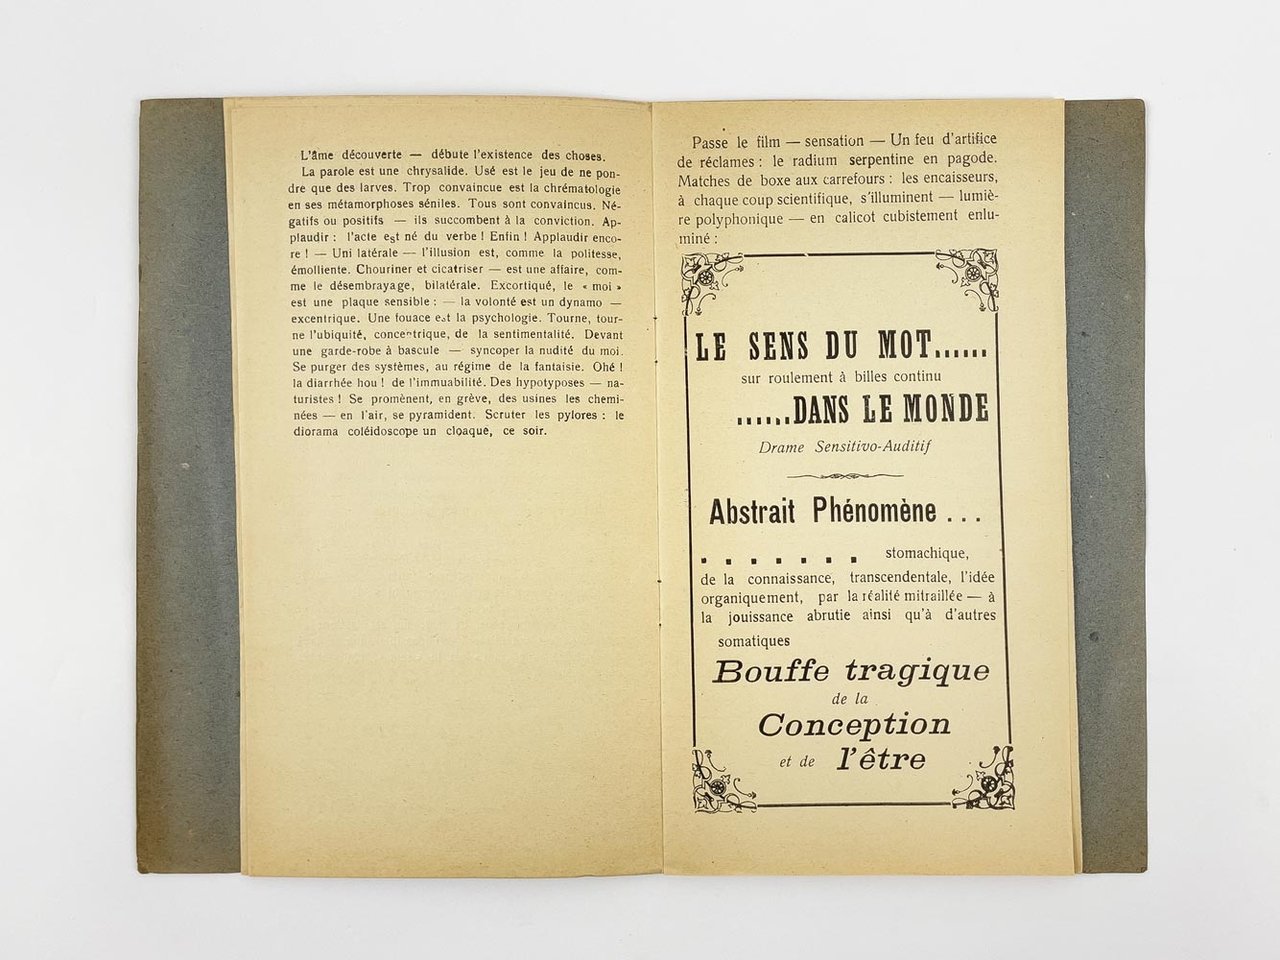 L'âme découverte — débute l'existence des choses.
La parole est une chrysalide. Usé est le jeu de ne pon-
dre que des larves. Trop convaincue est la chrématologie
en ses métamorphoses séniles. Tous sont convaincus. Né-
gatifs ou positifs — ils succombent à la conviction. Ap-
plaudir : l'acte est né du verbe ! Enfin ! Applaudir enco-
re ! — Uni latérale — l'illusion est, comme la politesse,
émolliente. Chouriner et cicatriser — est une affaire, com-
me le désembrayage, bilatérale. Excortiqué, le « moi »
est une plaque sensible : — la volonté est un dynamo —
excentrique. Une fouace est la psychologie. Tourne, tour-
ne l'ubiquité, concentrique, de la sentimentalité. Devant
une garde-robe à bascule — syncoper la nudité du moi.
Se purger des systèmes, au régime de la fantaisie. Ohé !
la diarrhée hou ! de l'immuabilité. Des hypotyposes — na-
turistes ! Se promènent, en grève, des usines les chemi-
nées — en l'air, se pyramident. Scruter les pylores : le
diorama coléidoscope un cloaque, ce soir.
Passe le film — sensation — Un feu d'artifice
de réclames : le radium serpentine en pagode.
Matches de boxe aux carrefours : les encaisseurs,
à chaque coup scientifique, s'illuminent — lumiè-
re polyphonique — en calicot cubistement enlu-
miné :
LE SENS DU MOT......
sur roulement à billes continu
......DANS LE MONDE
Drame Sensitivo-Auditif
Abstrait Phénomène ...
. . . . . . . stomachique,
de la connaissance, transcendentale, l'idée
organiquement, par la réalité mitraillée — à
la jouissance abrutie ainsi qu'à d'autres
somatiques
Bouffe tragique
de la
Conception
et de l'être